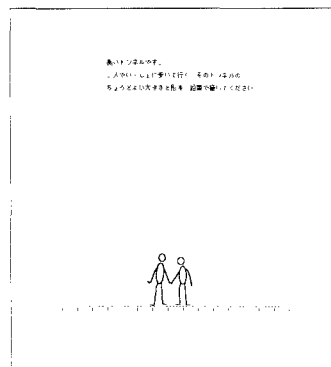 長いトンネルです。
二人でいっしょに歩いて行く そのトンネルの
ちょうどよい大きさと形を 鉛筆で描いてください